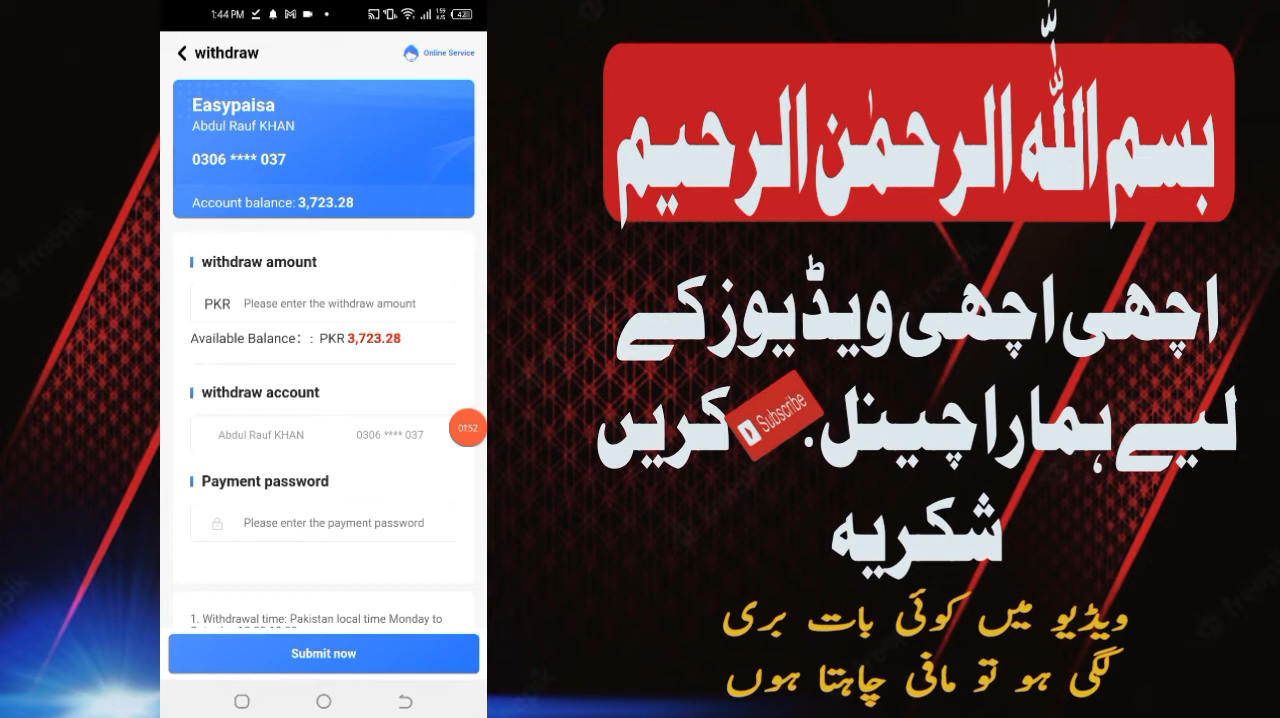 1:44 PM
1.59 K/S
42
withdraw
Online Service
Easypaisa
Abdul Rauf KHAN
0306 **** 037
Account balance: 3,723.28
withdraw amount
PKR Please enter the withdraw amount
Available Balance： : PKR 3,723.28
withdraw account
Abdul Rauf KHAN 0306 **** 037
01:52
Payment password
Please enter the payment password
1. Withdrawal time: Pakistan local time Monday to
Submit now
بسم اللہ الرحمٰن الرحیم
اچھی اچھی ویڈیوز کے
لیے ہمارا چینل. Subscribe کریں
شکریہ
ویڈیو میں کوئی بات بری
لگی ہو تو مافی چاہتا ہوں